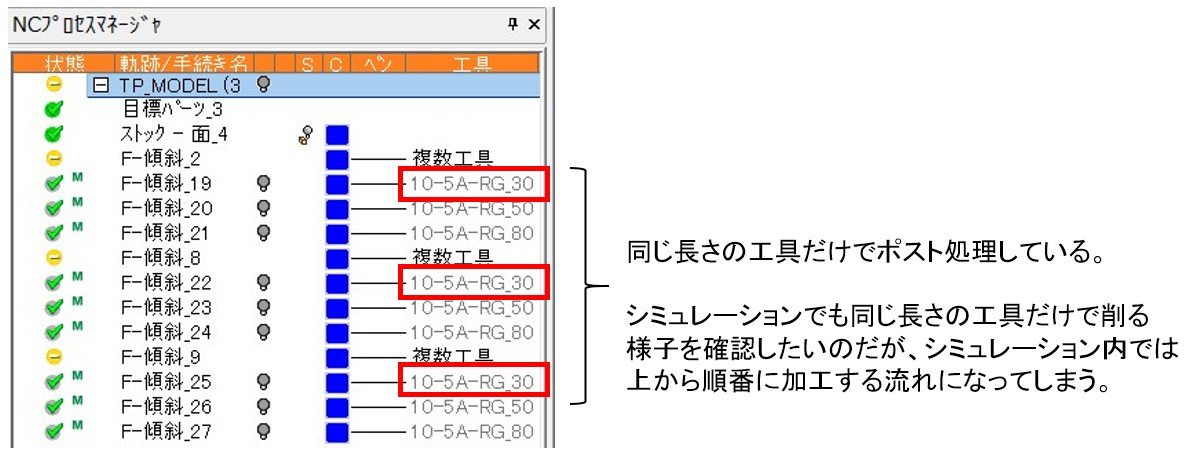 NCﾌﾟﾛｾｽﾏﾈｰｼﾞｬ
状態 軌跡/手続き名 S C ﾍﾟﾝ 工具
TP_MODEL (3
目標ﾊﾟｰﾂ_3
ｽﾄｯｸ - 面_4
F-傾斜_2 複数工具
M F-傾斜_19 10-5A-RG_30
M F-傾斜_20 10-5A-RG_50
M F-傾斜_21 10-5A-RG_80
F-傾斜_8 複数工具
M F-傾斜_22 10-5A-RG_30
M F-傾斜_23 10-5A-RG_50
M F-傾斜_24 10-5A-RG_80
F-傾斜_9 複数工具
M F-傾斜_25 10-5A-RG_30
M F-傾斜_26 10-5A-RG_50
M F-傾斜_27 10-5A-RG_80
同じ長さの工具だけでポスト処理している。
シミュレーションでも同じ長さの工具だけで削る
様子を確認したいのだが、シミュレーション内では
上から順番に加工する流れになってしまう。